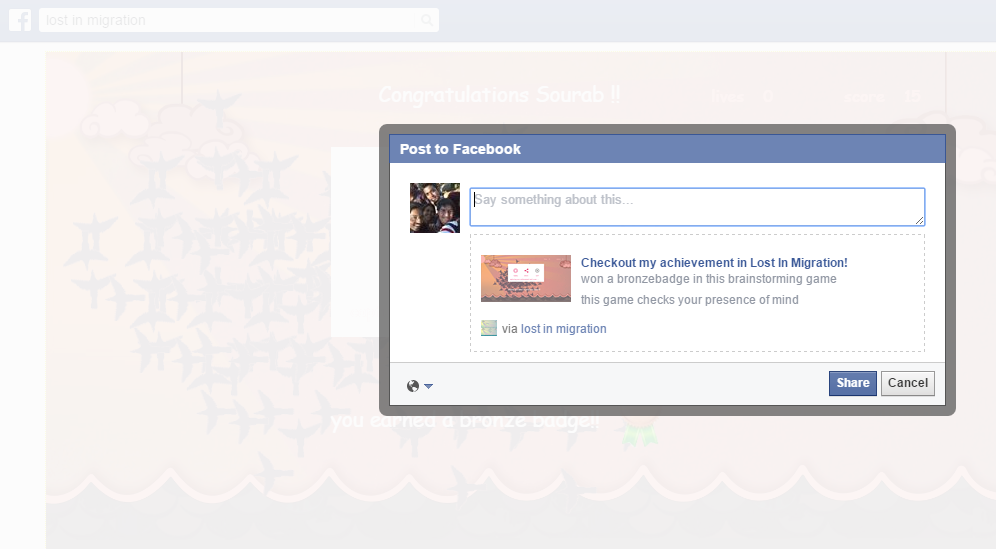 lost in migration
Congratulations Sourab !!
lives 0 score 15
Post to Facebook
Say something about this...
Checkout my achievement in Lost In Migration!
won a bronzebadge in this brainstorming game
this game checks your presence of mind
via lost in migration
Share Cancel
you earned a bronze badge!!